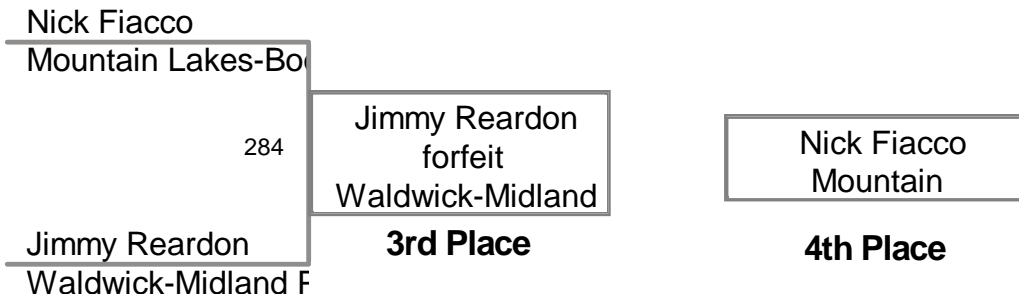 Nick Fiacco
Mountain Lakes-Boo
284
Jimmy Reardon
forfeit
Waldwick-Midland
3rd Place
Nick Fiacco
Mountain
4th Place
Jimmy Reardon
Waldwick-Midland